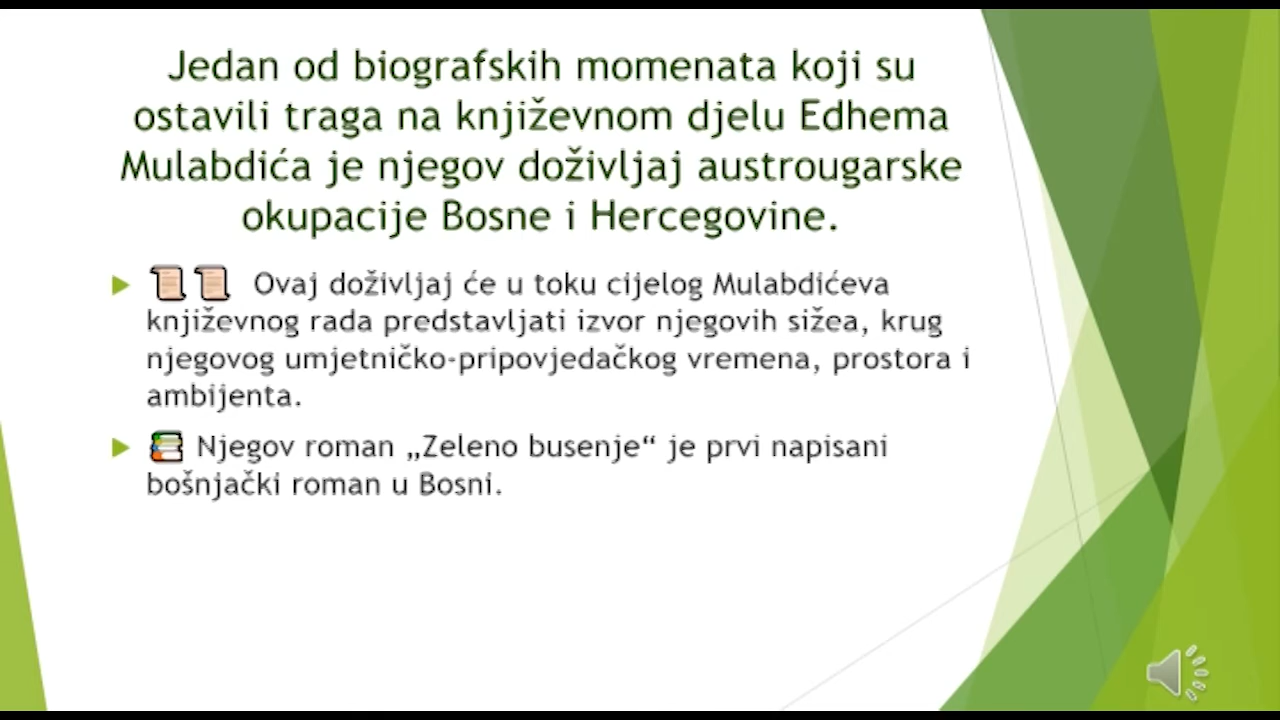 Jedan od biografskih momenata koji su
ostavili traga na književnom djelu Edhema
Mulabdića je njegov doživljaj austrougarske
okupacije Bosne i Hercegovine.
Ovaj doživljaj će u toku cijelog Mulabdićeva
književnog rada predstavljati izvor njegovih sižea, krug
njegovog umjetničko-pripovjedačkog vremena, prostora i
ambijenta.
Njegov roman „Zeleno busenje“ je prvi napisani
bošnjački roman u Bosni.